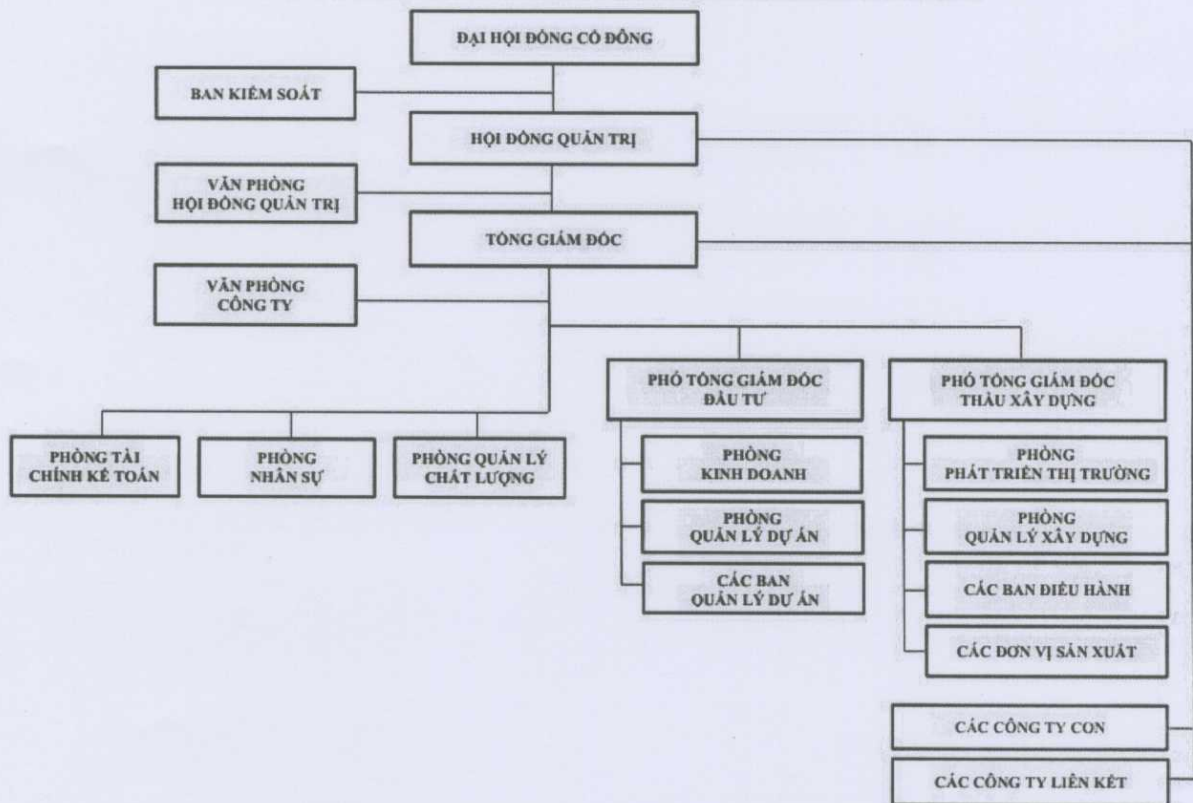 ĐẠI HỘI ĐỒNG CỔ ĐÔNG
BAN KIỂM SOÁT
HỘI ĐỒNG QUẢN TRỊ
VĂN PHÒNG
HỘI ĐỒNG QUẢN TRỊ
TỔNG GIÁM ĐỐC
VĂN PHÒNG
CÔNG TY
PHÓ TỔNG GIÁM ĐỐC
ĐẦU TƯ
PHÓ TỔNG GIÁM ĐỐC
THẦU XÂY DỰNG
PHÒNG TÀI
CHÍNH KẾ TOÁN
PHÒNG
NHÂN SỰ
PHÒNG QUẢN LÝ
CHẤT LƯỢNG
PHÒNG
KINH DOANH
PHÒNG
QUẢN LÝ DỰ ÁN
CÁC BAN
QUẢN LÝ DỰ ÁN
PHÒNG
PHÁT TRIỂN THỊ TRƯỜNG
PHÒNG
QUẢN LÝ XÂY DỰNG
CÁC BAN ĐIỀU HÀNH
CÁC ĐƠN VỊ SẢN XUẤT
CÁC CÔNG TY CON
CÁC CÔNG TY LIÊN KẾT